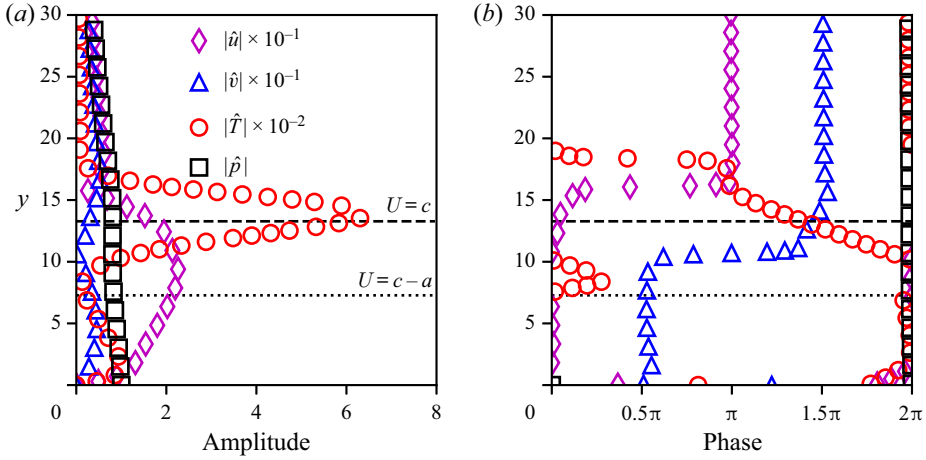 (a)
(b)
30
25
20
15
10
5
0
y
|û| × 10⁻¹
|v̂| × 10⁻¹
|T̂| × 10⁻²
|p̂|
U = c
U = c – a
0
2
4
6
8
Amplitude
30
25
20
15
10
5
0
0.5π
π
1.5π
2π
Phase